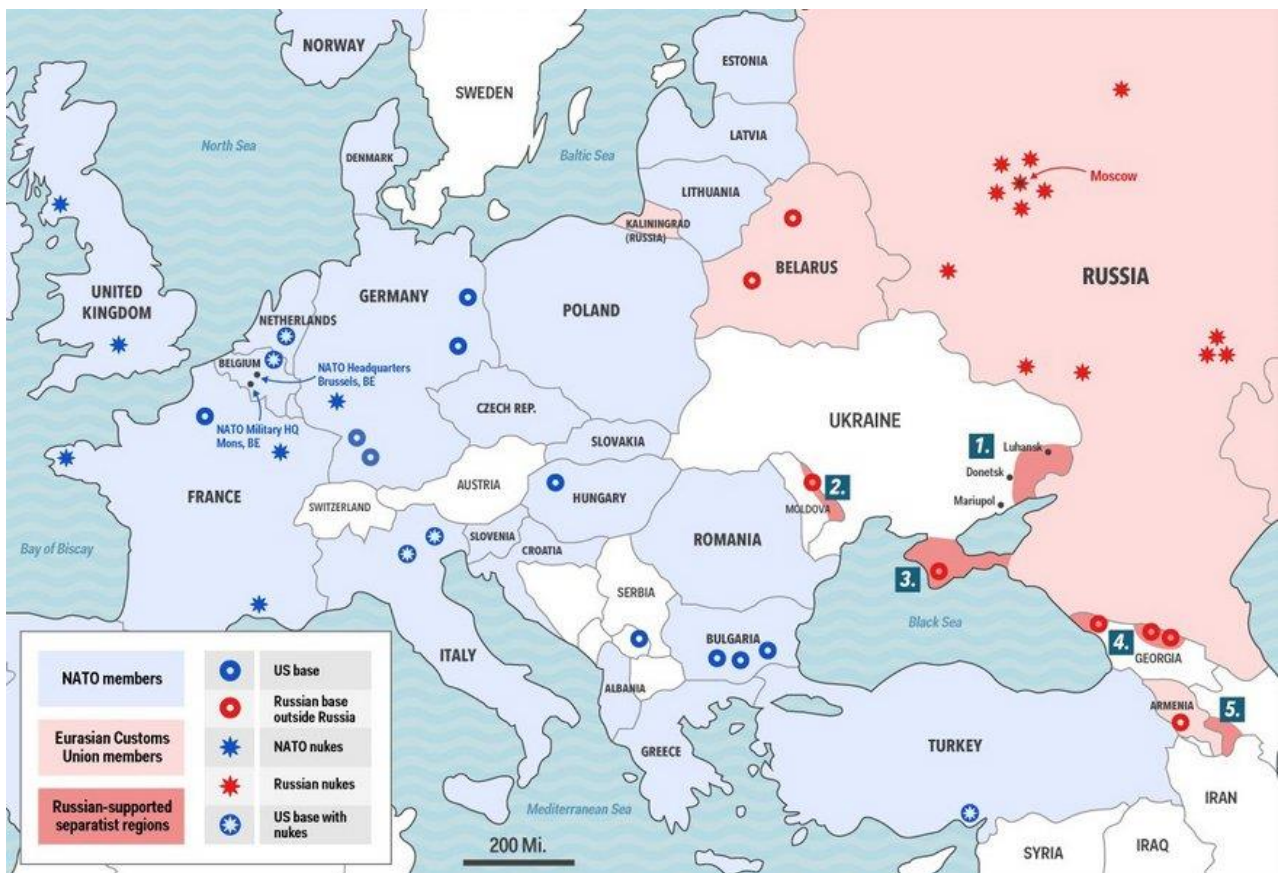 NORWAY
SWEDEN
ESTONIA
North Sea
Baltic Sea
LATVIA
DENMARK
Moscow
LITHUANIA
KALININGRAD
(RUSSIA)
BELARUS
RUSSIA
UNITED
KINGDOM
GERMANY
POLAND
NETHERLANDS
BELGIUM
NATO Headquarters
Brussels, BE
NATO Military HQ
Mons, BE
CZECH REP.
UKRAINE
SLOVAKIA
1.
Luhansk
Donetsk
Mariupol
AUSTRIA
FRANCE
SWITZERLAND
HUNGARY
2.
MOLDOVA
Bay of Biscay
SLOVENIA
CROATIA
ROMANIA
3.
SERBIA
Black Sea
BULGARIA
4.
GEORGIA
ITALY
ALBANIA
ARMENIA
5.
GREECE
TURKEY
IRAN
Mediterranean Sea
200 Mi.
SYRIA
IRAQ
NATO members
Eurasian Customs
Union members
Russian-supported
separatist regions
US base
Russian base
outside Russia
NATO nukes
Russian nukes
US base with
nukes